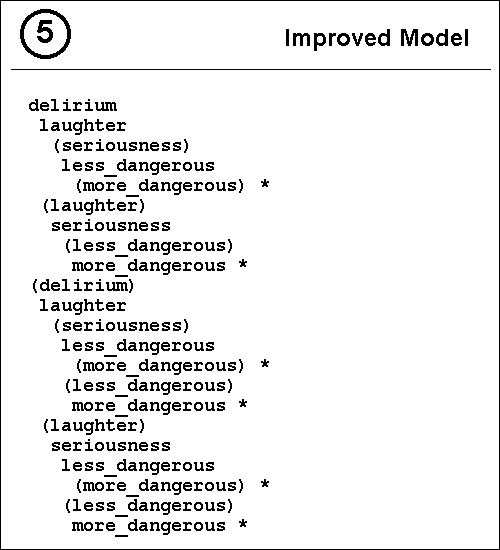 5
Improved Model
delirium
laughter
(seriousness)
less_dangerous
(more_dangerous) *
(laughter)
seriousness
(less_dangerous)
more_dangerous *
(delirium)
laughter
(seriousness)
less_dangerous
(more_dangerous) *
(less_dangerous)
more_dangerous *
(laughter)
seriousness
less_dangerous
(more_dangerous) *
(less_dangerous)
more_dangerous *